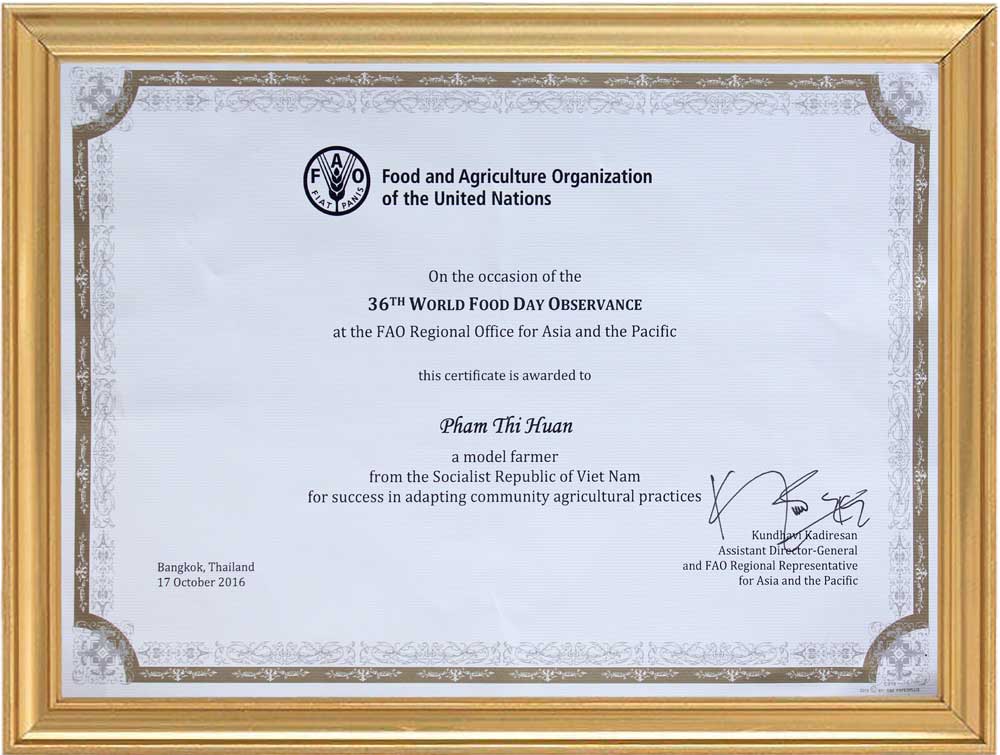 FAO
FIAT PANIS
Food and Agriculture Organization
of the United Nations
On the occasion of the
36TH WORLD FOOD DAY OBSERVANCE
at the FAO Regional Office for Asia and the Pacific
this certificate is awarded to
Pham Thi Huan
a model farmer
from the Socialist Republic of Viet Nam
for success in adapting community agricultural practices
Kundhavi Kadiresan
Assistant Director-General
and FAO Regional Representative
for Asia and the Pacific
Bangkok, Thailand
17 October 2016